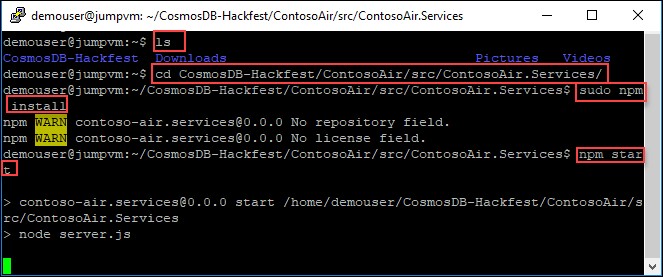 demouser@jumpvm: ~/CosmosDB-Hackfest/ContosoAir/src/ContosoAir.Services
demouser@jumpvm:~$ ls
CosmosDB-Hackfest  Downloads                          Pictures  Videos
demouser@jumpvm:~$ cd CosmosDB-Hackfest/ContosoAir/src/ContosoAir.Services/
demouser@jumpvm:~/CosmosDB-Hackfest/ContosoAir/src/ContosoAir.Services$ sudo npm
 install
npm WARN contoso-air.services@0.0.0 No repository field.
npm WARN contoso-air.services@0.0.0 No license field.
demouser@jumpvm:~/CosmosDB-Hackfest/ContosoAir/src/ContosoAir.Services$ npm star
t

> contoso-air.services@0.0.0 start /home/demouser/CosmosDB-Hackfest/ContosoAir/s
rc/ContosoAir.Services
> node server.js